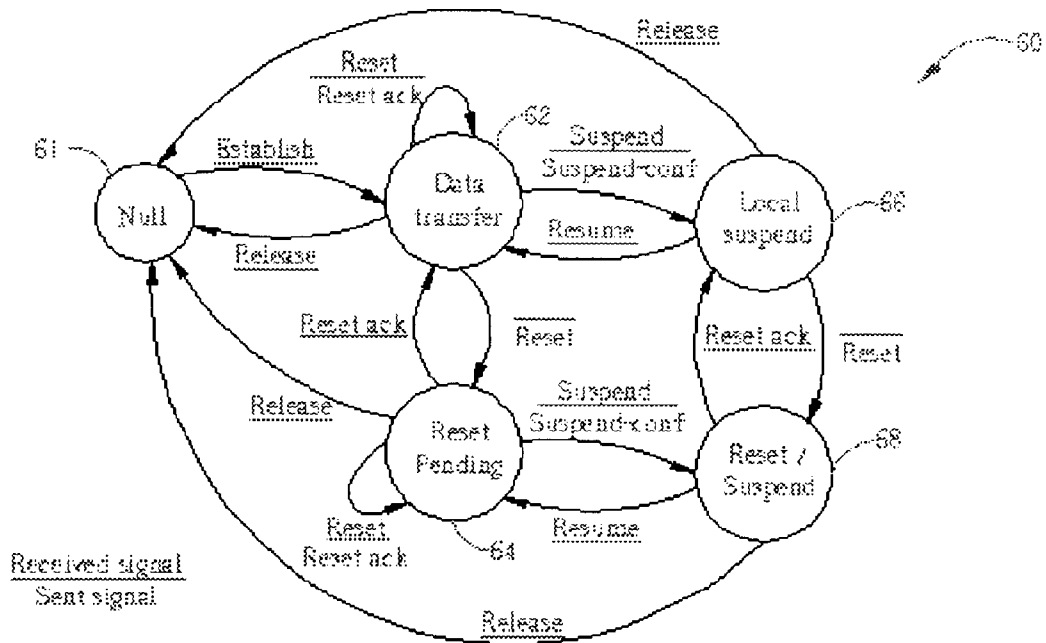 Release
60
Reset
Reset ack
62
61
Establish
Suspend
Suspend-conf
Null
Data
transfer
Local
suspend
66
Release
Resume
Reset ack
Reset
Reset ack
Reset
Release
Suspend
Suspend-conf
Reset
Pending
Reset /
Suspend
68
Reset
Reset ack
64
Resume
Received signal
Sent signal
Release